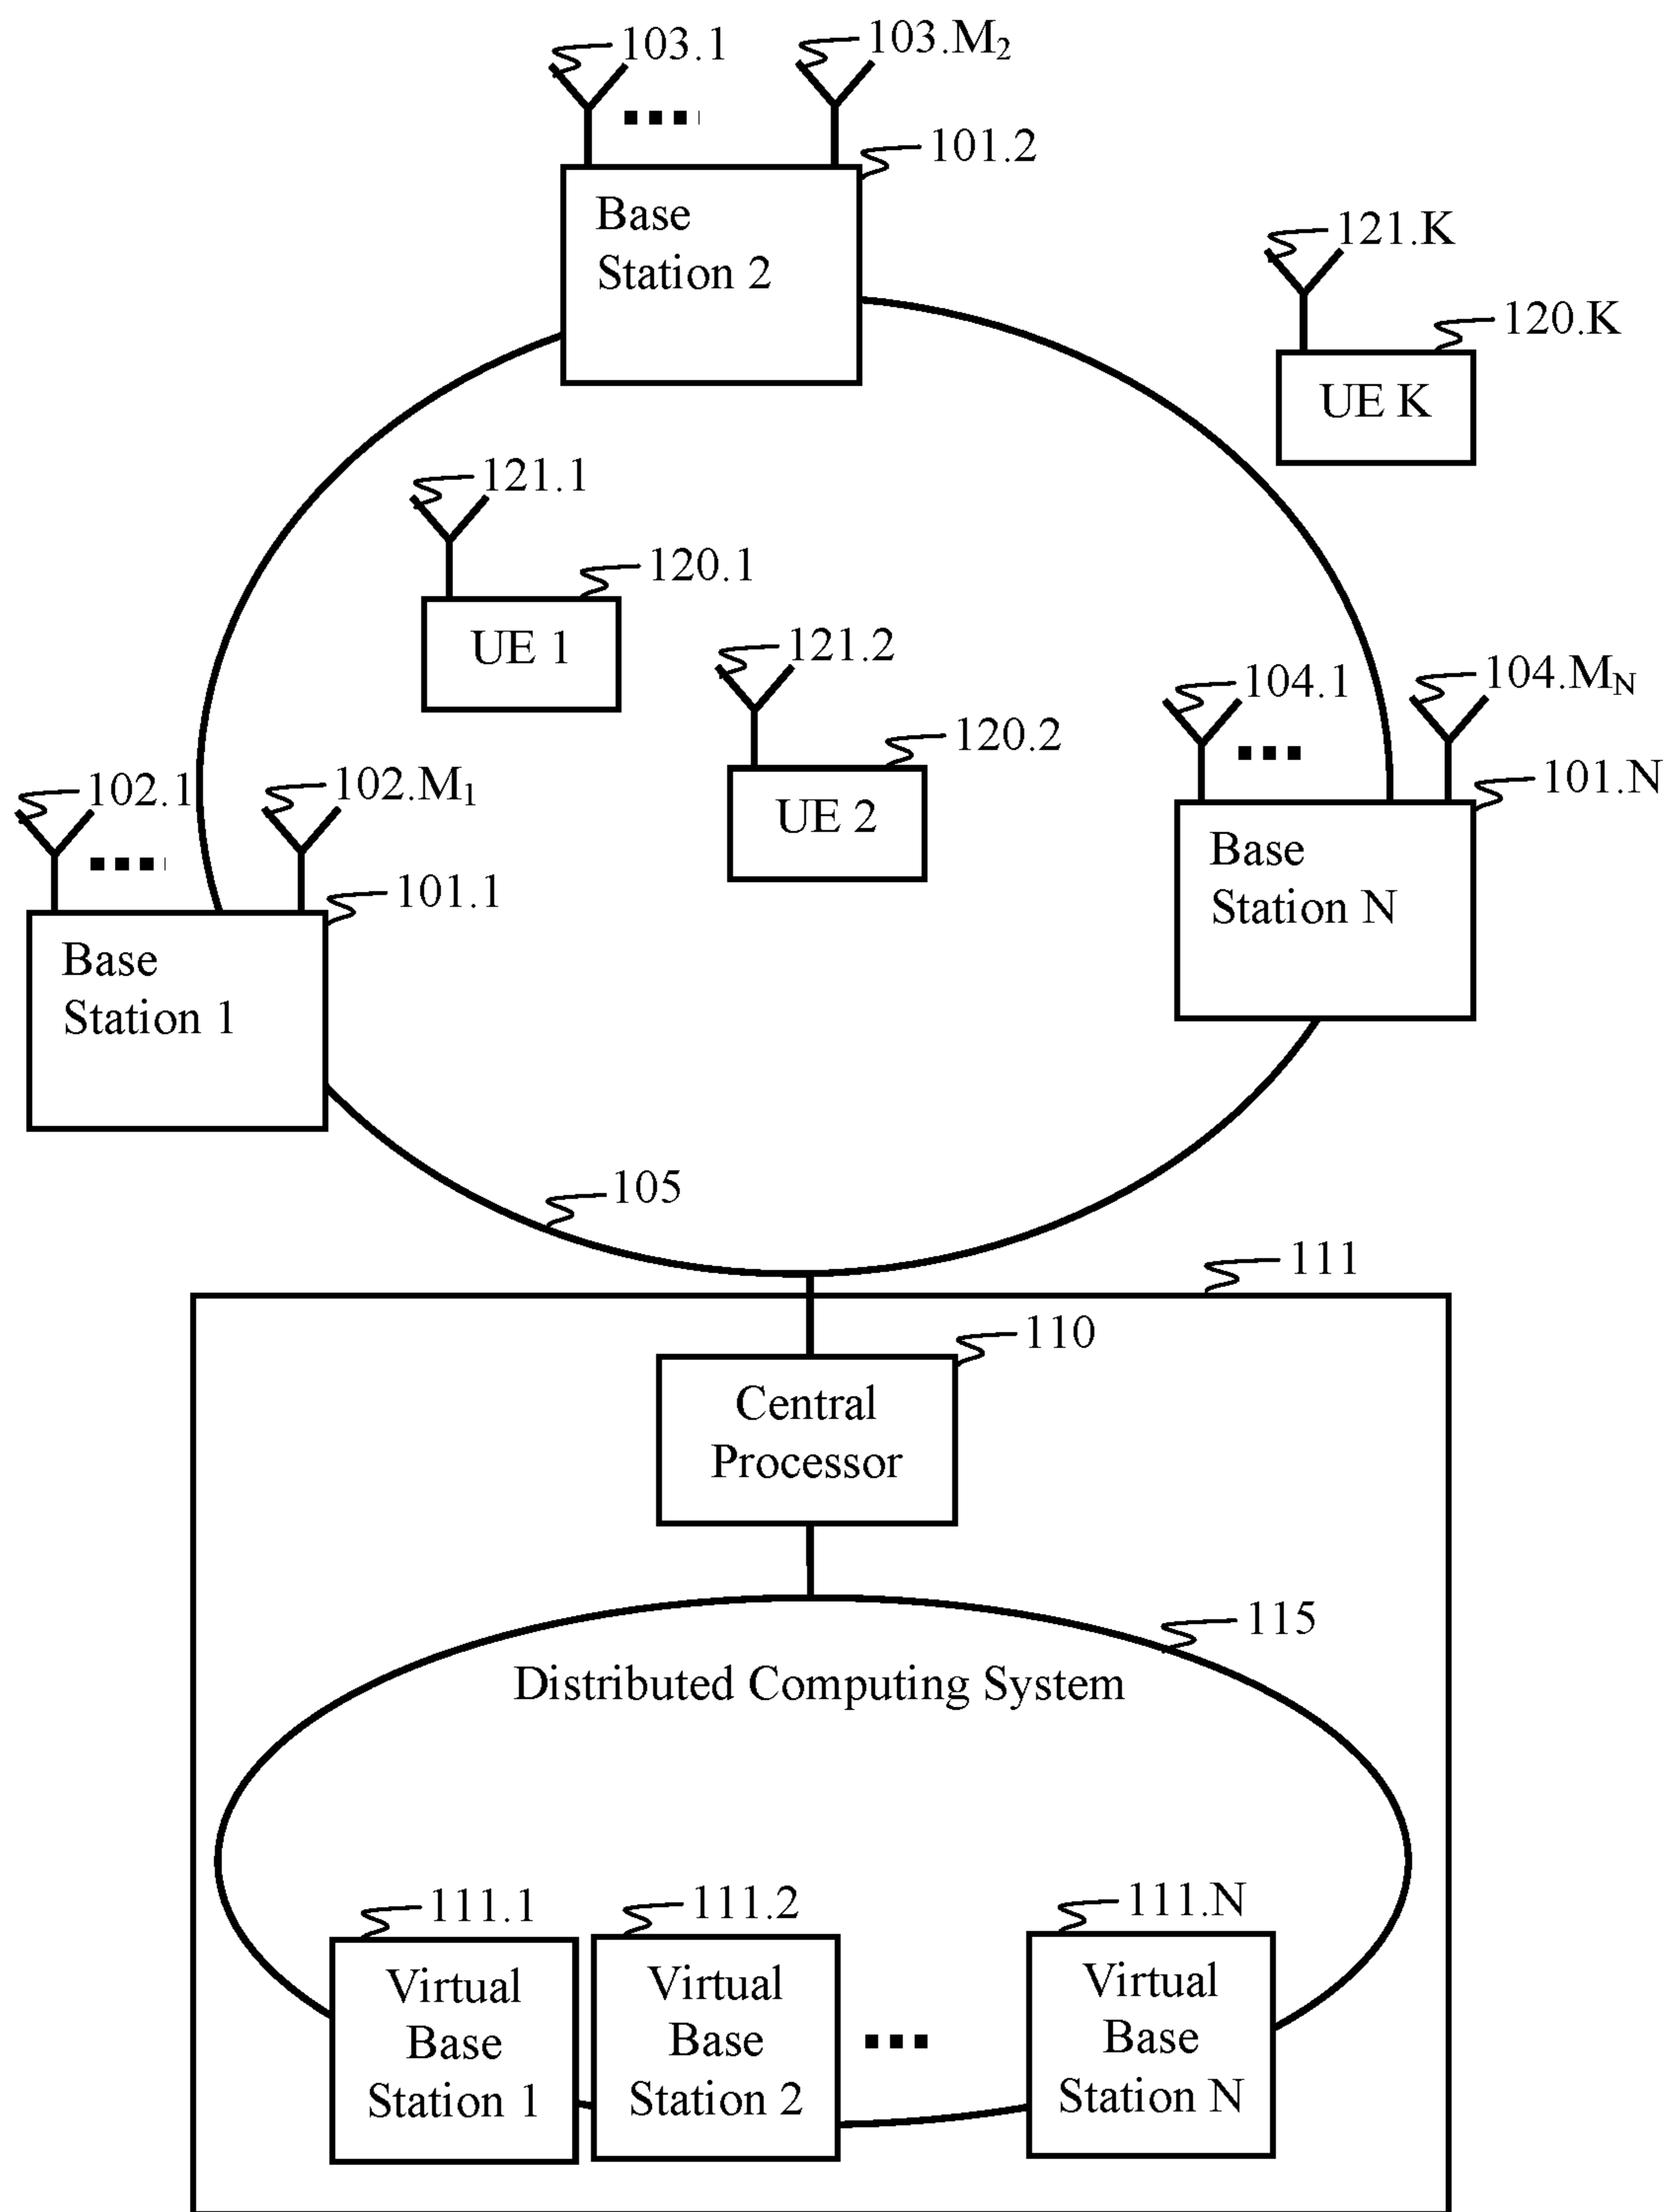 103.1
103.M₂
101.2
Base
Station 2
121.K
120.K
UE K
121.1
120.1
UE 1
121.2
120.2
UE 2
104.1
104.M_N
101.N
Base
Station N
102.1
102.M₁
101.1
Base
Station 1
105
111
110
Central
Processor
115
Distributed Computing System
111.1
111.2
111.N
Virtual
Base
Station 1
Virtual
Base
Station 2
Virtual
Base
Station N